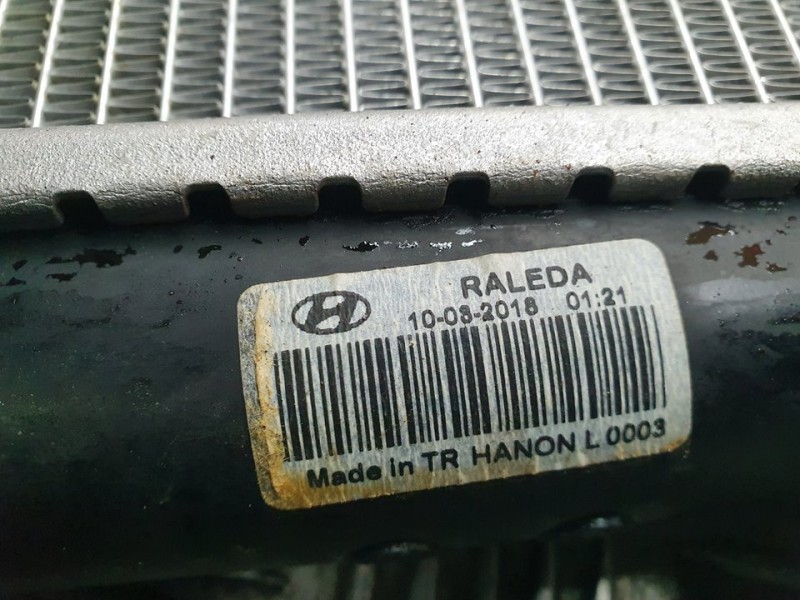 RALEDA
10-03-2018 01:21
Made in TR HANON L 0003